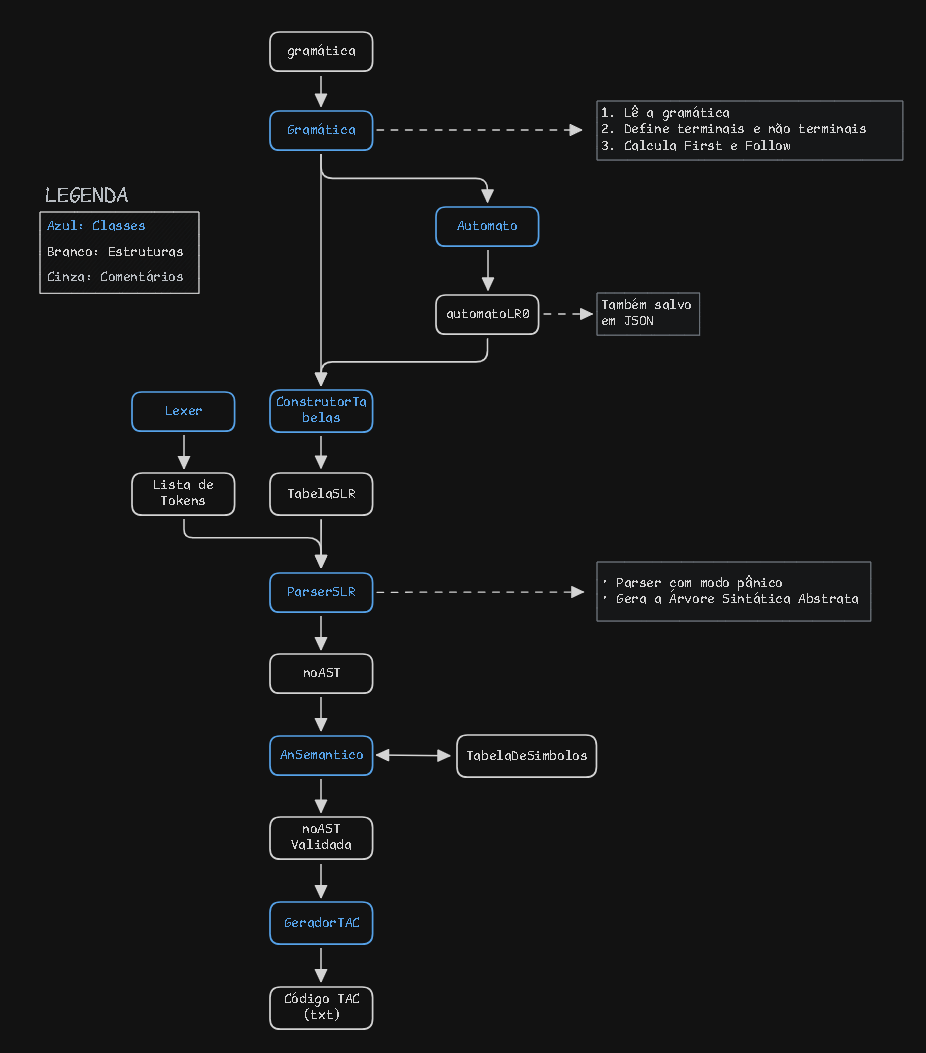 gramática
Gramática
1. Lê a gramática
2. Define terminais e não terminais
3. Calcula First e Follow
LEGENDA
Azul: Classes
Branco: Estruturas
Cinza: Comentários
Automato
automatoLR0
Também salvo
em JSON
Lexer
ConstrutorTa
belas
Lista de
Tokens
TabelaSLR
ParserSLR
· Parser com modo pânico
· Gera a Árvore Sintática Abstrata
noAST
AnSemantico
TabelaDeSimbolos
noAST
Validada
GeradorTAC
Código TAC
(txt)